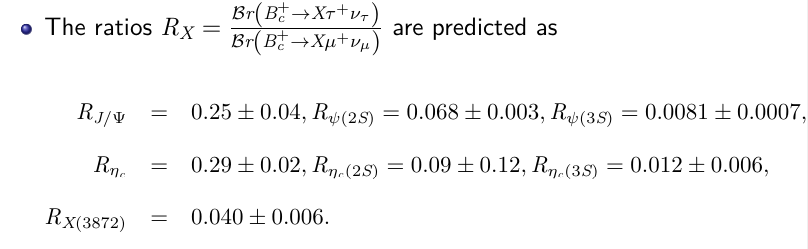 • The ratios R_X = 𝓑r(B_c^+→Xτ^+ν_τ) / 𝓑r(B_c^+→Xμ^+ν_μ) are predicted as
R_{J/Ψ} = 0.25 ± 0.04, R_{ψ(2S)} = 0.068 ± 0.003, R_{ψ(3S)} = 0.0081 ± 0.0007,
R_{η_c} = 0.29 ± 0.02, R_{η_c(2S)} = 0.09 ± 0.12, R_{η_c(3S)} = 0.012 ± 0.006,
R_{X(3872)} = 0.040 ± 0.006.